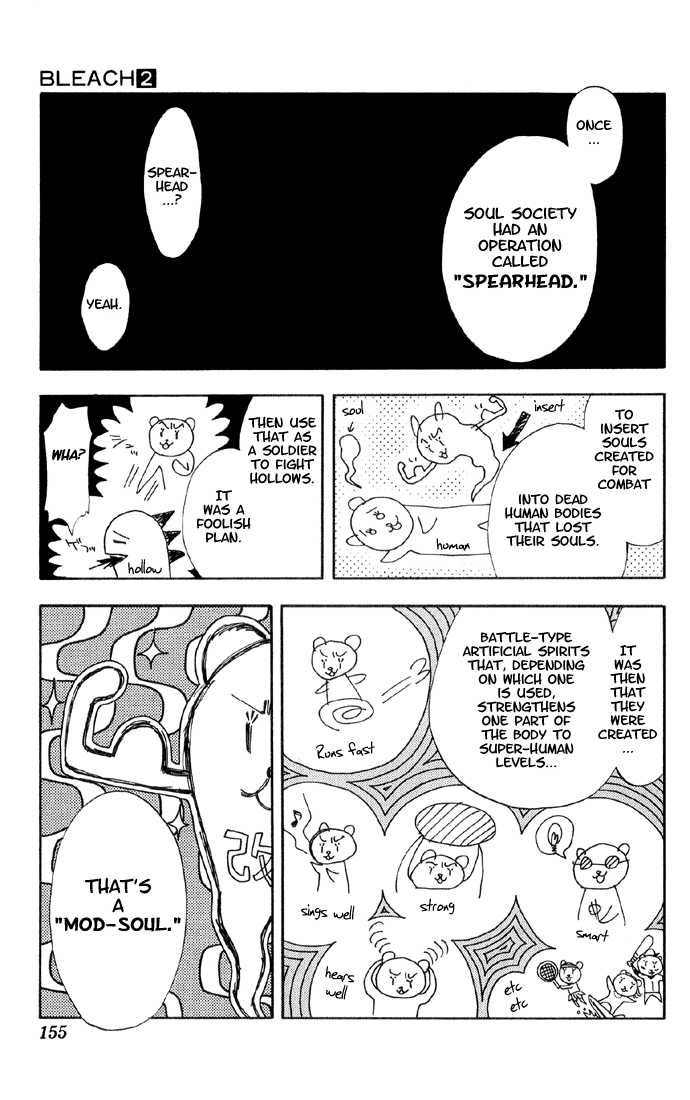 BLEACH2
ONCE
...
SOUL SOCIETY
HAD AN
OPERATION
CALLED
"SPEARHEAD."
SPEAR-
HEAD
...?
YEAH.
TO
INSERT
SOULS
CREATED
FOR
COMBAT
INTO DEAD
HUMAN BODIES
THAT LOST
THEIR SOULS.
insert
soul
human
THEN USE
THAT AS
A SOLDIER
TO FIGHT
HOLLOWS.
IT
WAS A
FOOLISH
PLAN.
WHA?
hollow
IT
WAS
THEN
THAT
THEY
WERE
CREATED
...
BATTLE-TYPE
ARTIFICIAL SPIRITS
THAT, DEPENDING
ON WHICH ONE
IS USED,
STRENGTHENS
ONE PART OF
THE BODY TO
SUPER-HUMAN
LEVELS...
Runs fast
smart
strong
sings well
hears
well
etc
etc
改
THAT'S
A
"MOD-SOUL."
155